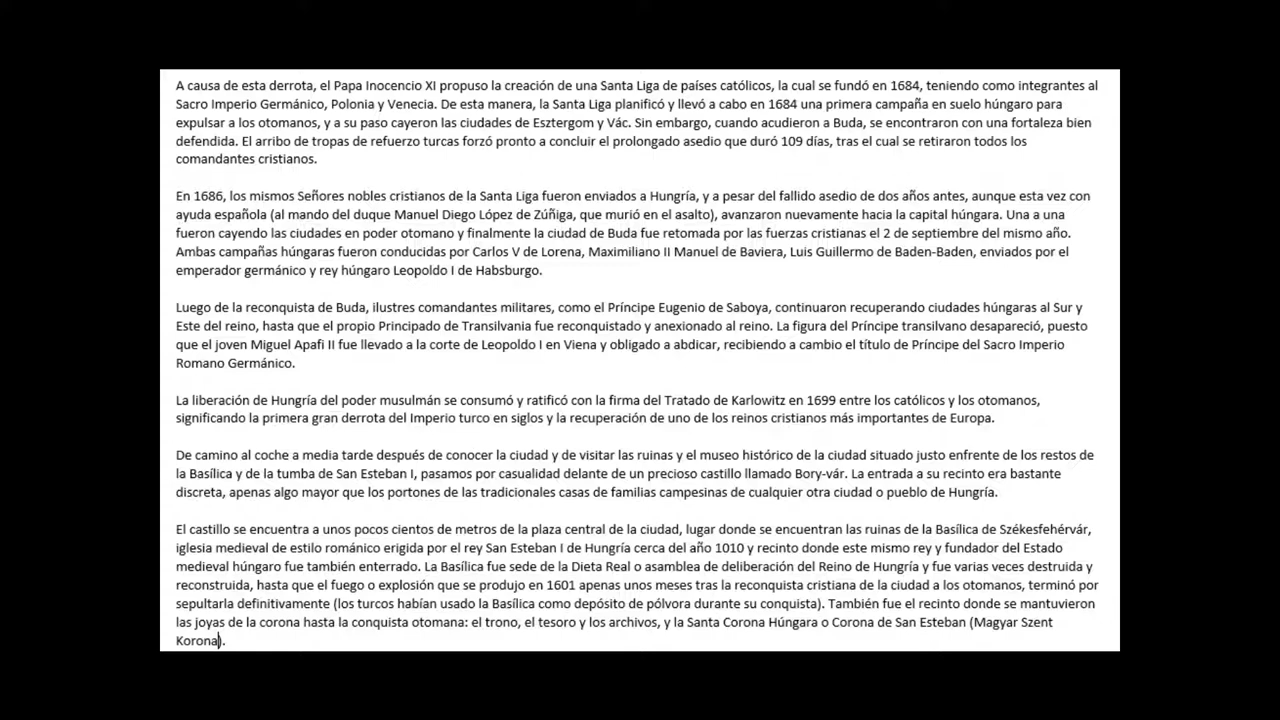 A causa de esta derrota, el Papa Inocencio XI propuso la creación de una Santa Liga de países católicos, la cual se fundó en 1684, teniendo como integrantes al
Sacro Imperio Germánico, Polonia y Venecia. De esta manera, la Santa Liga planificó y llevó a cabo en 1684 una primera campaña en suelo húngaro para
expulsar a los otomanos, y a su paso cayeron las ciudades de Esztergom y Vác. Sin embargo, cuando acudieron a Buda, se encontraron con una fortaleza bien
defendida. El arribo de tropas de refuerzo turcas forzó pronto a concluir el prolongado asedio que duró 109 días, tras el cual se retiraron todos los
comandantes cristianos.
En 1686, los mismos Señores nobles cristianos de la Santa Liga fueron enviados a Hungría, y a pesar del fallido asedio de dos años antes, aunque esta vez con
ayuda española (al mando del duque Manuel Diego López de Zúñiga, que murió en el asalto), avanzaron nuevamente hacia la capital húngara. Una a una
fueron cayendo las ciudades en poder otomano y finalmente la ciudad de Buda fue retomada por las fuerzas cristianas el 2 de septiembre del mismo año.
Ambas campañas húngaras fueron conducidas por Carlos V de Lorena, Maximiliano II Manuel de Baviera, Luis Guillermo de Baden-Baden, enviados por el
emperador germánico y rey húngaro Leopoldo I de Habsburgo.
Luego de la reconquista de Buda, ilustres comandantes militares, como el Príncipe Eugenio de Saboya, continuaron recuperando ciudades húngaras al Sur y
Este del reino, hasta que el propio Principado de Transilvania fue reconquistado y anexionado al reino. La figura del Príncipe transilvano desapareció, puesto
que el joven Miguel Apafi II fue llevado a la corte de Leopoldo I en Viena y obligado a abdicar, recibiendo a cambio el título de Príncipe del Sacro Imperio
Romano Germánico.
La liberación de Hungría del poder musulmán se consumó y ratificó con la firma del Tratado de Karlowitz en 1699 entre los católicos y los otomanos,
significando la primera gran derrota del Imperio turco en siglos y la recuperación de uno de los reinos cristianos más importantes de Europa.
De camino al coche a media tarde después de conocer la ciudad y de visitar las ruinas y el museo histórico de la ciudad situado justo enfrente de los restos de
la Basílica y de la tumba de San Esteban I, pasamos por casualidad delante de un precioso castillo llamado Bory-vár. La entrada a su recinto era bastante
discreta, apenas algo mayor que los portones de las tradicionales casas de familias campesinas de cualquier otra ciudad o pueblo de Hungría.
El castillo se encuentra a unos pocos cientos de metros de la plaza central de la ciudad, lugar donde se encuentran las ruinas de la Basílica de Székesfehérvár,
iglesia medieval de estilo románico erigida por el rey San Esteban I de Hungría cerca del año 1010 y recinto donde este mismo rey y fundador del Estado
medieval húngaro fue también enterrado. La Basílica fue sede de la Dieta Real o asamblea de deliberación del Reino de Hungría y fue varias veces destruida y
reconstruida, hasta que el fuego o explosión que se produjo en 1601 apenas unos meses tras la reconquista cristiana de la ciudad a los otomanos, terminó por
sepultarla definitivamente (los turcos habían usado la Basílica como depósito de pólvora durante su conquista). También fue el recinto donde se mantuvieron
las joyas de la corona hasta la conquista otomana: el trono, el tesoro y los archivos, y la Santa Corona Húngara o Corona de San Esteban (Magyar Szent
Korona).